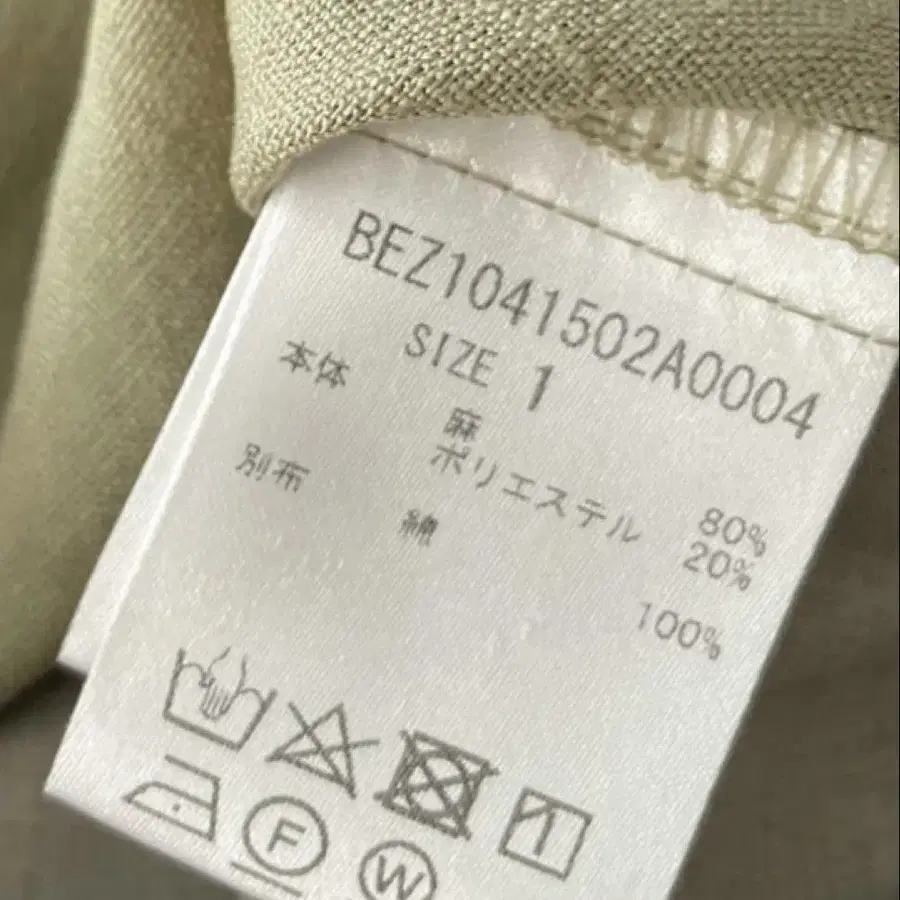 BEZ1041502A0004
SIZE 1
本体 麻 80%
ポリエステル 20%
別布 綿 100%
F
W